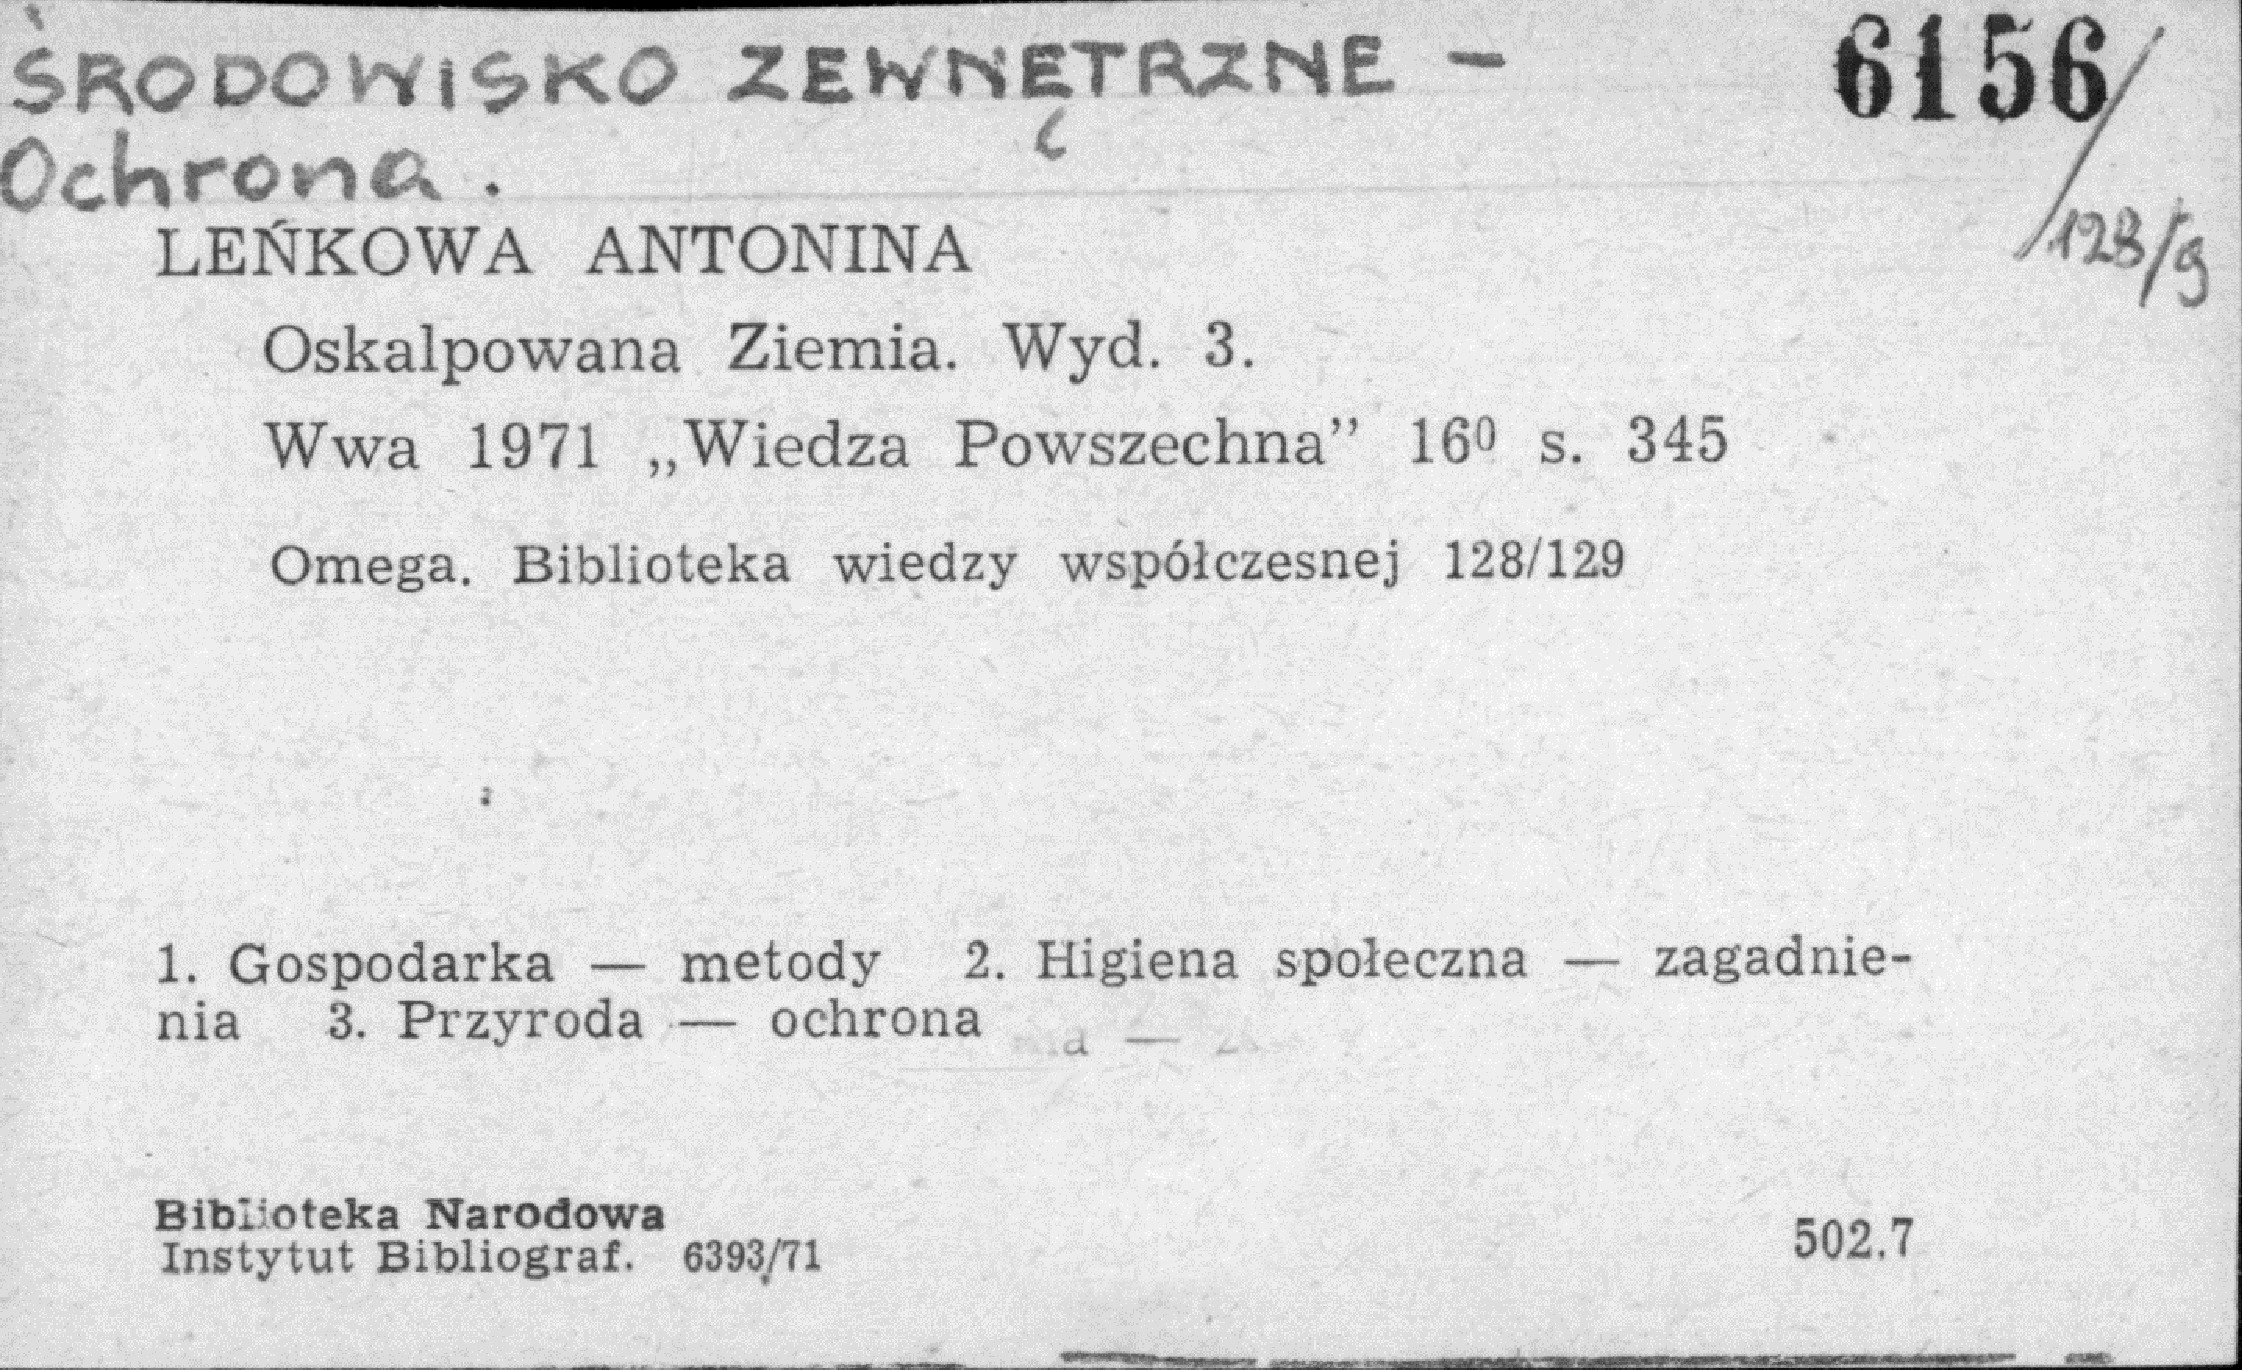 ŚRODOWISKO ZEWNĘTRZNE –
6156/
Ochrona.
128/9
LEŃKOWA ANTONINA
Oskalpowana Ziemia. Wyd. 3.
Wwa 1971 „Wiedza Powszechna” 16⁰ s. 345
Omega. Biblioteka wiedzy współczesnej 128/129
1. Gospodarka — metody 2. Higiena społeczna — zagadnie-
nia 3. Przyroda — ochrona
Biblioteka Narodowa
Instytut Bibliograf. 6393/71
502.7